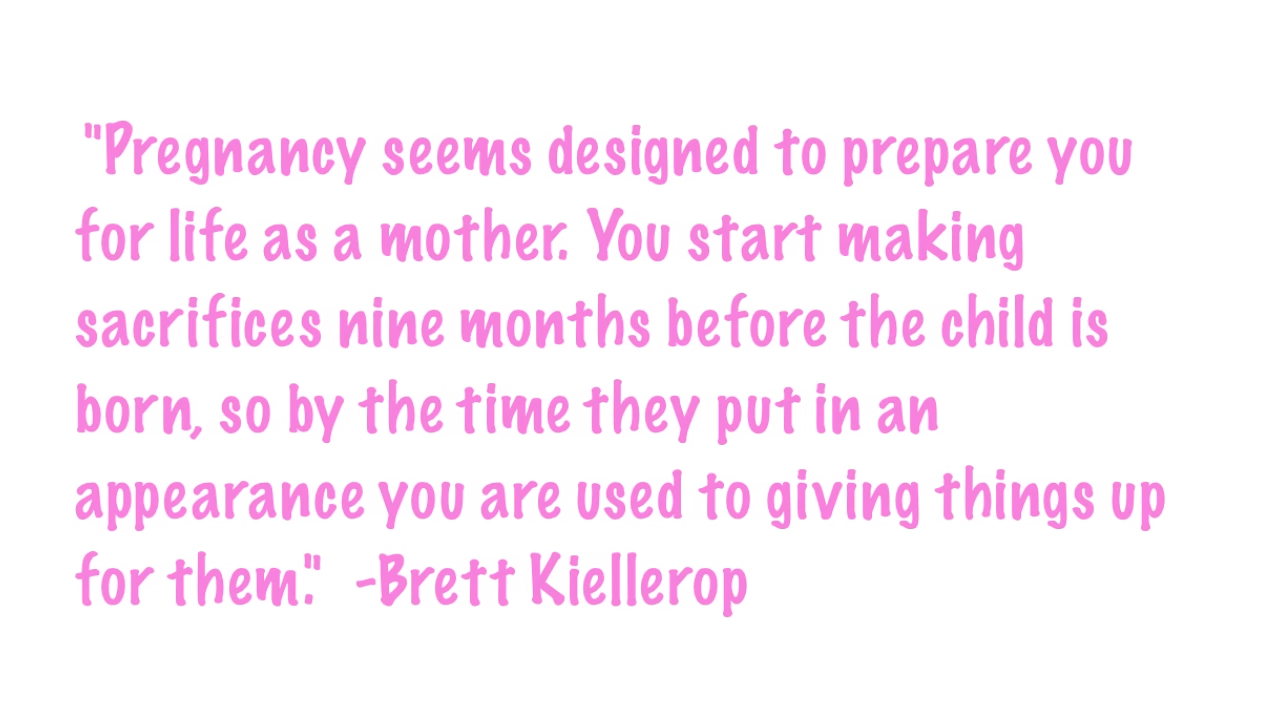 "Pregnancy seems designed to prepare you
for life as a mother. You start making
sacrifices nine months before the child is
born, so by the time they put in an
appearance you are used to giving things up
for them." -Brett Kiellerop